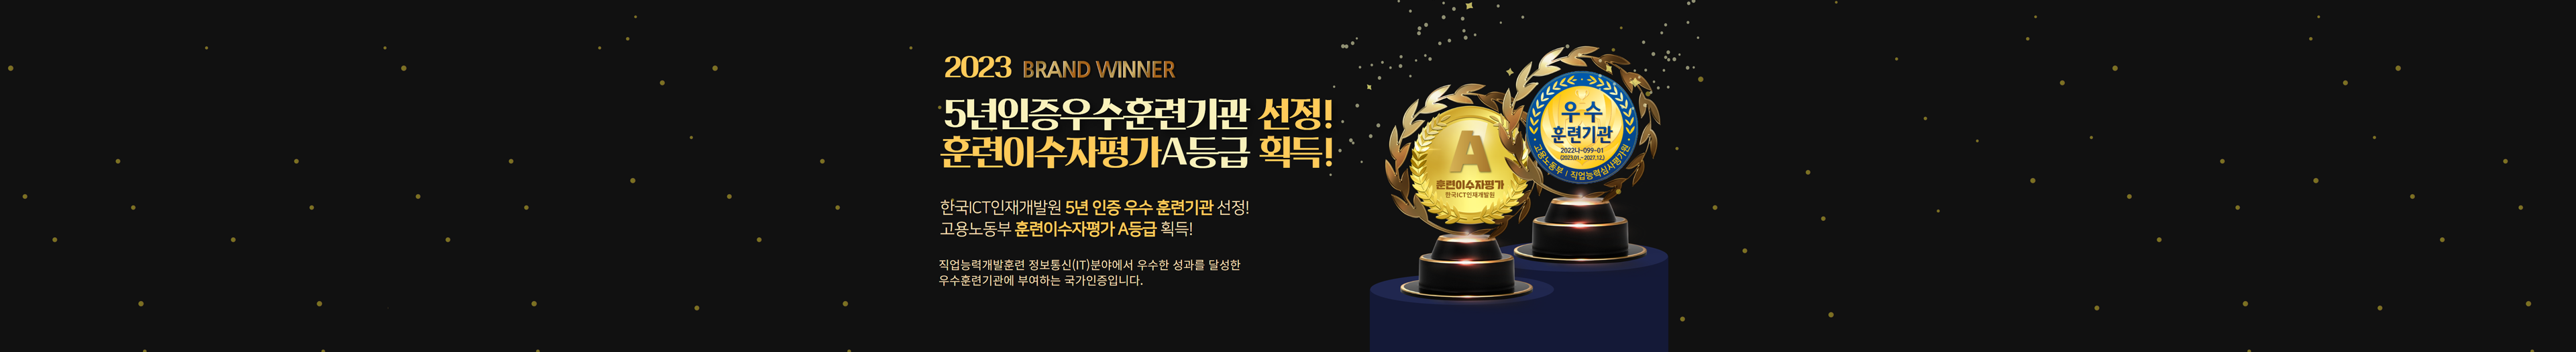 2023 BRAND WINNER
5년인증우수훈련기관 선정!
훈련이수자평가A등급 획득!
한국ICT인재개발원 5년 인증 우수 훈련기관 선정!
고용노동부 훈련이수자평가 A등급 획득!
직업능력개발훈련 정보통신(IT)분야에서 우수한 성과를 달성한
우수훈련기관에 부여하는 국가인증입니다.
A
훈련이수자평가
한국ICT인재개발원
우수
훈련기관
2022나-099-01
(2023.01.~2027.12.)
고용노동부 | 직업능력심사평가원